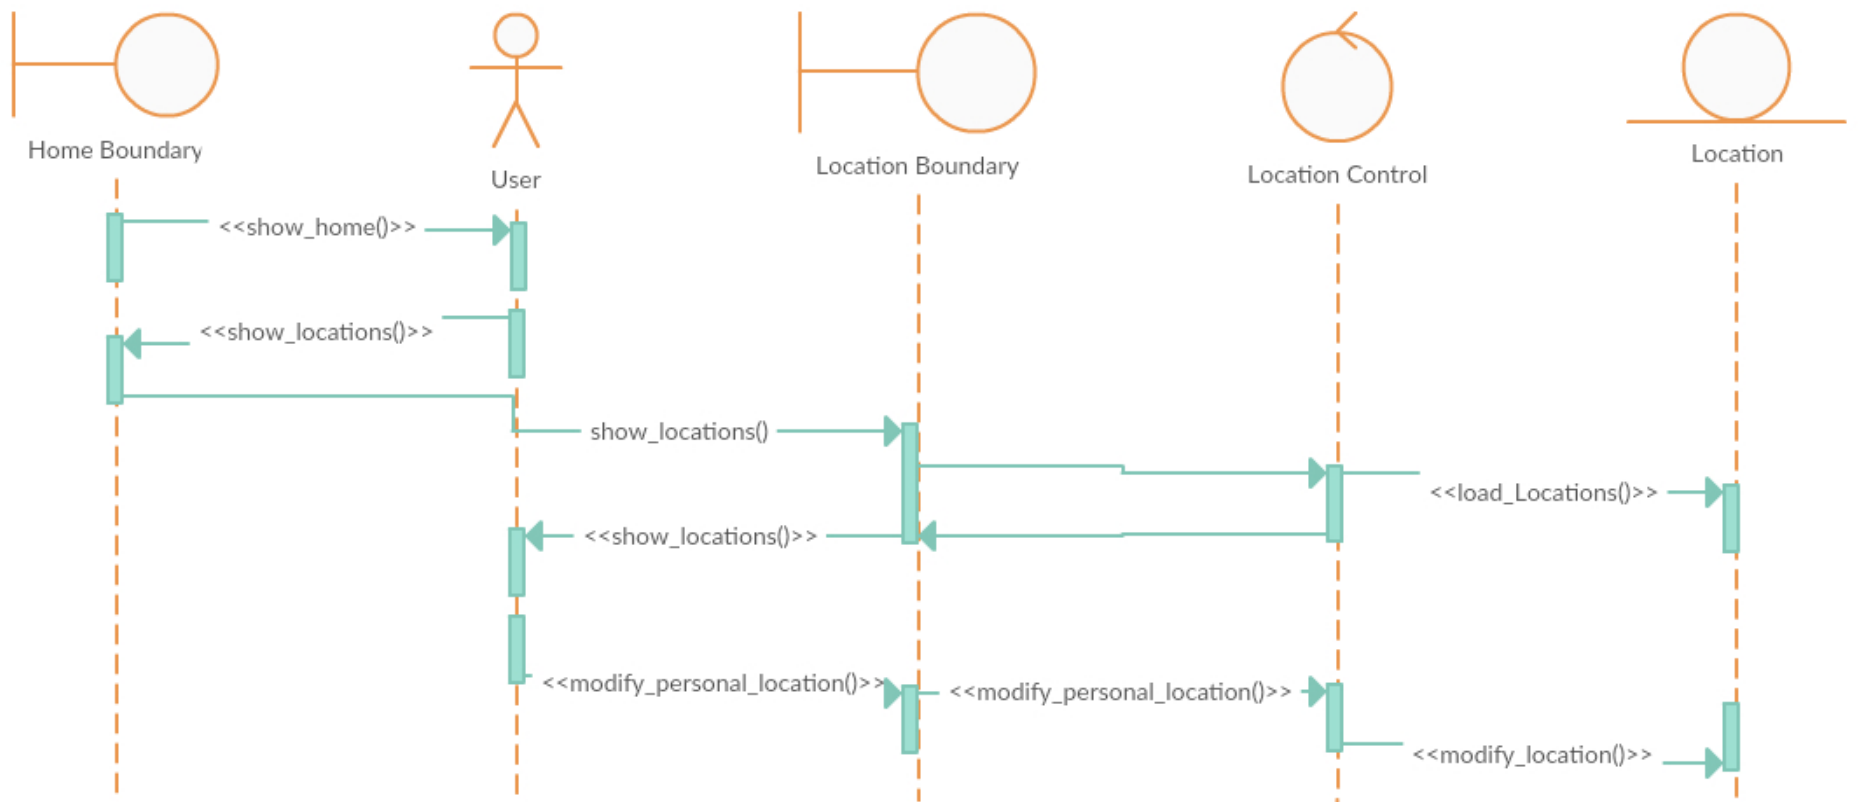 Home Boundary
User
Location Boundary
Location Control
Location
<<show_home()>>
<<show_locations()>>
show_locations()
<<load_Locations()>>
<<show_locations()>>
<<modify_personal_location()>>
<<modify_personal_location()>>
<<modify_location()>>